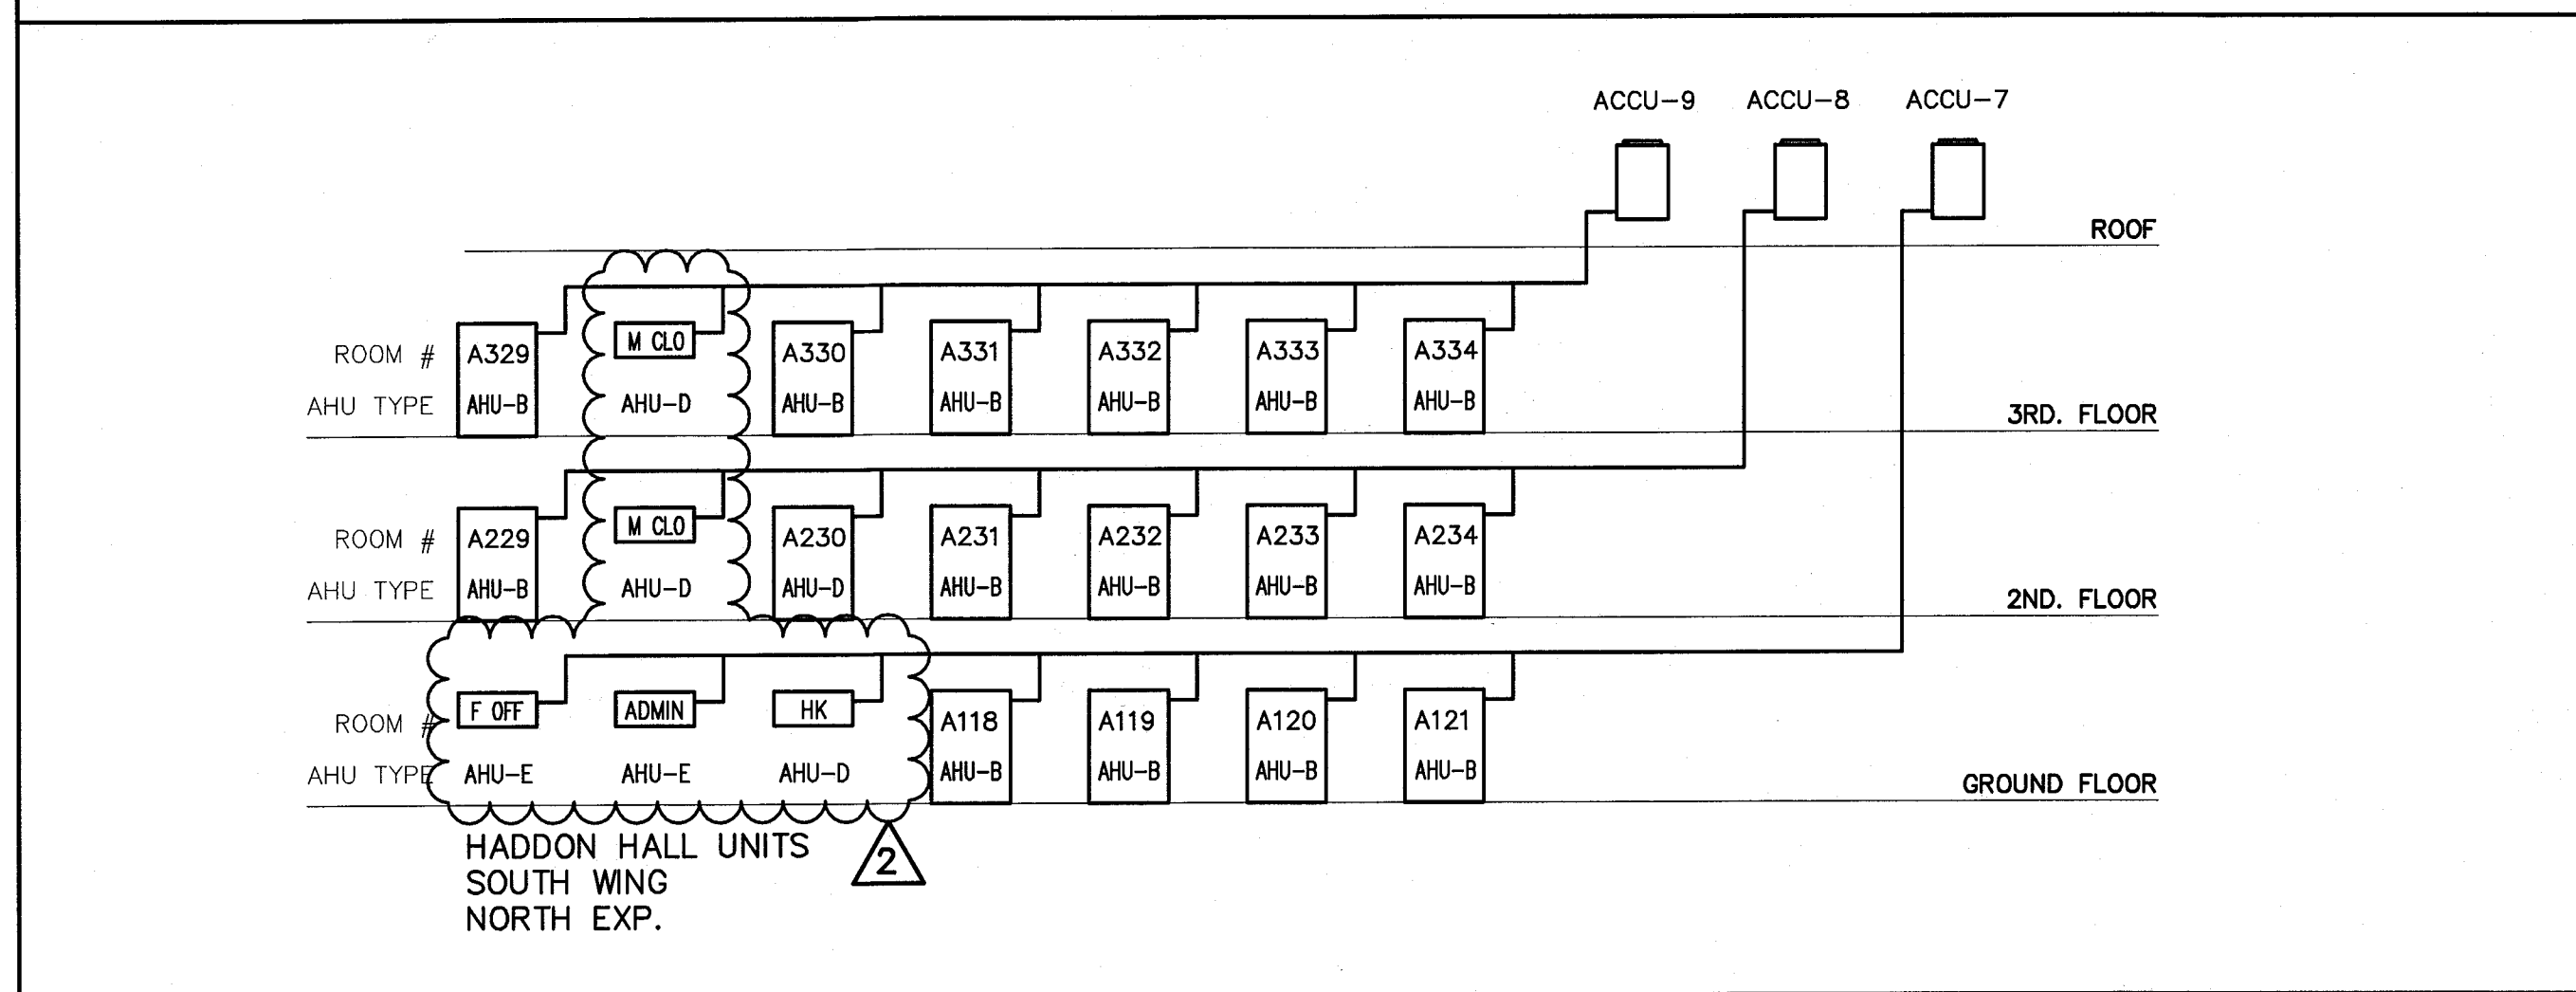 ACCU-9 ACCU-8 ACCU-7
ROOF
ROOM # A329 M CLO A330 A331 A332 A333 A334
AHU TYPE AHU-B AHU-D AHU-B AHU-B AHU-B AHU-B AHU-B
3RD. FLOOR
ROOM # A229 M CLO A230 A231 A232 A233 A234
AHU TYPE AHU-B AHU-D AHU-D AHU-B AHU-B AHU-B AHU-B
2ND. FLOOR
ROOM # F OFF ADMIN HK A118 A119 A120 A121
AHU TYPE AHU-E AHU-E AHU-D AHU-B AHU-B AHU-B AHU-B
GROUND FLOOR
HADDON HALL UNITS
2
SOUTH WING
NORTH EXP.